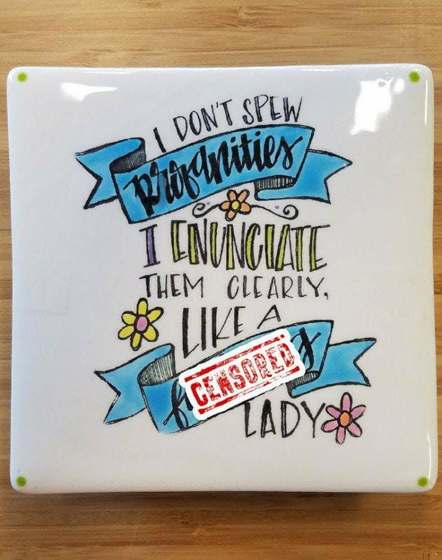 I DON'T SPEW
profanities
I ENUNCIATE
THEM CLEARLY,
LIKE A
CENSORED
LADY